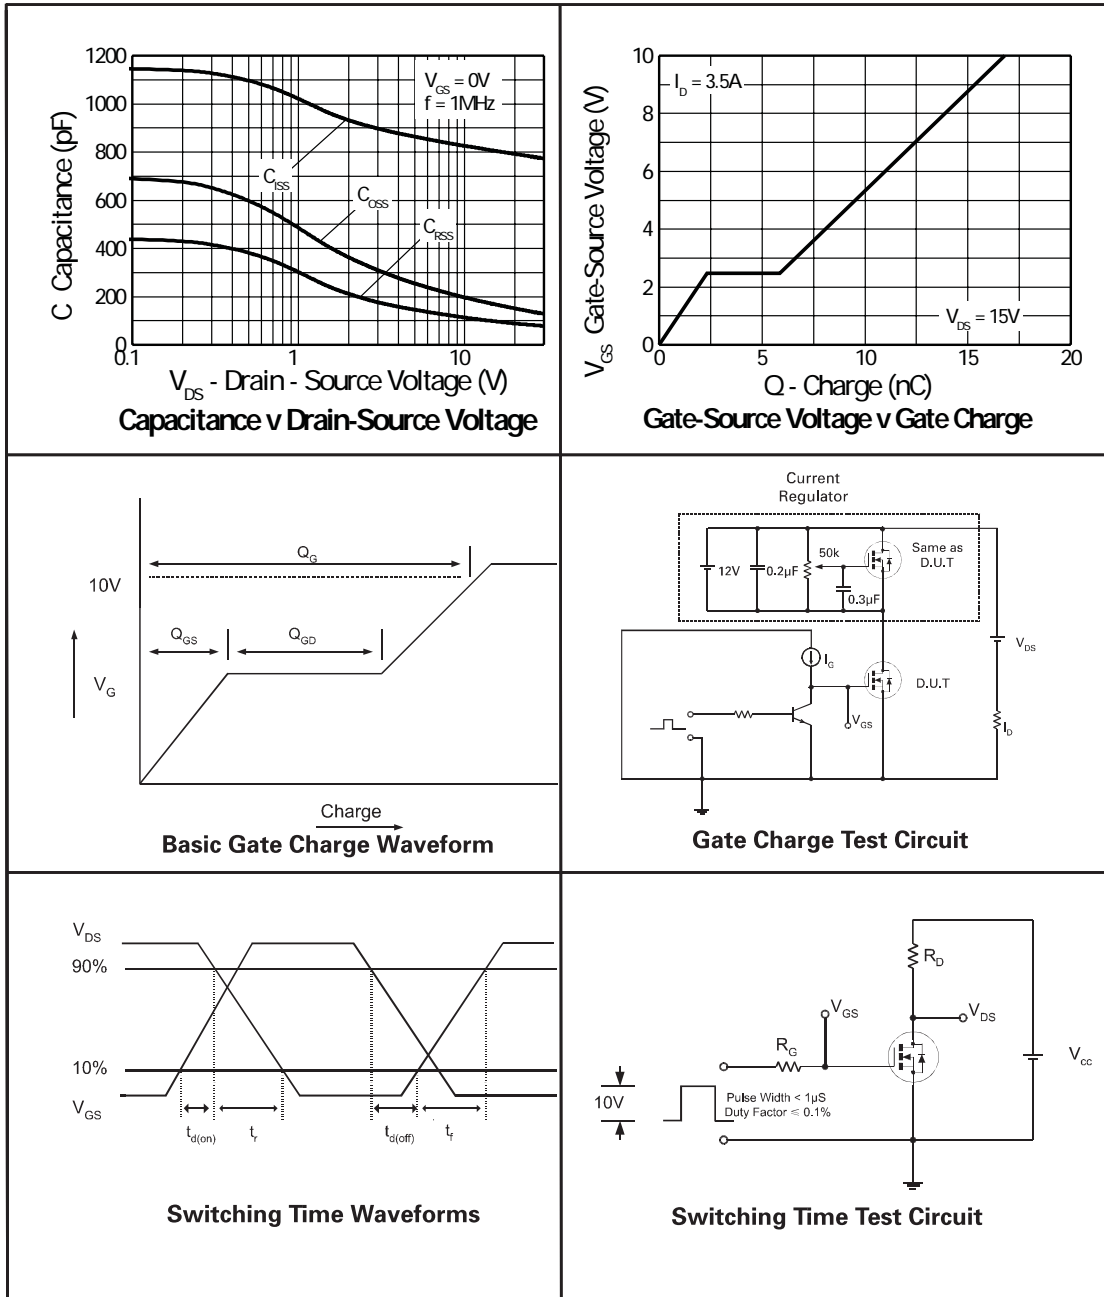 1200
1000
800
600
400
200
0
0.1
1
10
C Capacitance (pF)
V_GS = 0V
f = 1MHz
C_ISS
C_OSS
C_RSS
V_DS - Drain - Source Voltage (V)
Capacitance v Drain-Source Voltage
10
8
6
4
2
0
0
5
10
15
20
V_GS Gate-Source Voltage (V)
I_D = 3.5A
V_DS = 15V
Q - Charge (nC)
Gate-Source Voltage v Gate Charge
Q_G
10V
Q_GS
Q_GD
V_G
Charge
Basic Gate Charge Waveform
Current
Regulator
12V
0.2µF
50k
Same as
D.U.T
0.3µF
I_G
V_DS
D.U.T
V_GS
I_D
Gate Charge Test Circuit
V_DS
90%
10%
V_GS
t_d(on)
t_r
t_d(off)
t_f
Switching Time Waveforms
R_D
V_GS
V_DS
R_G
V_cc
10V
Pulse Width < 1µS
Duty Factor ≤ 0.1%
Switching Time Test Circuit